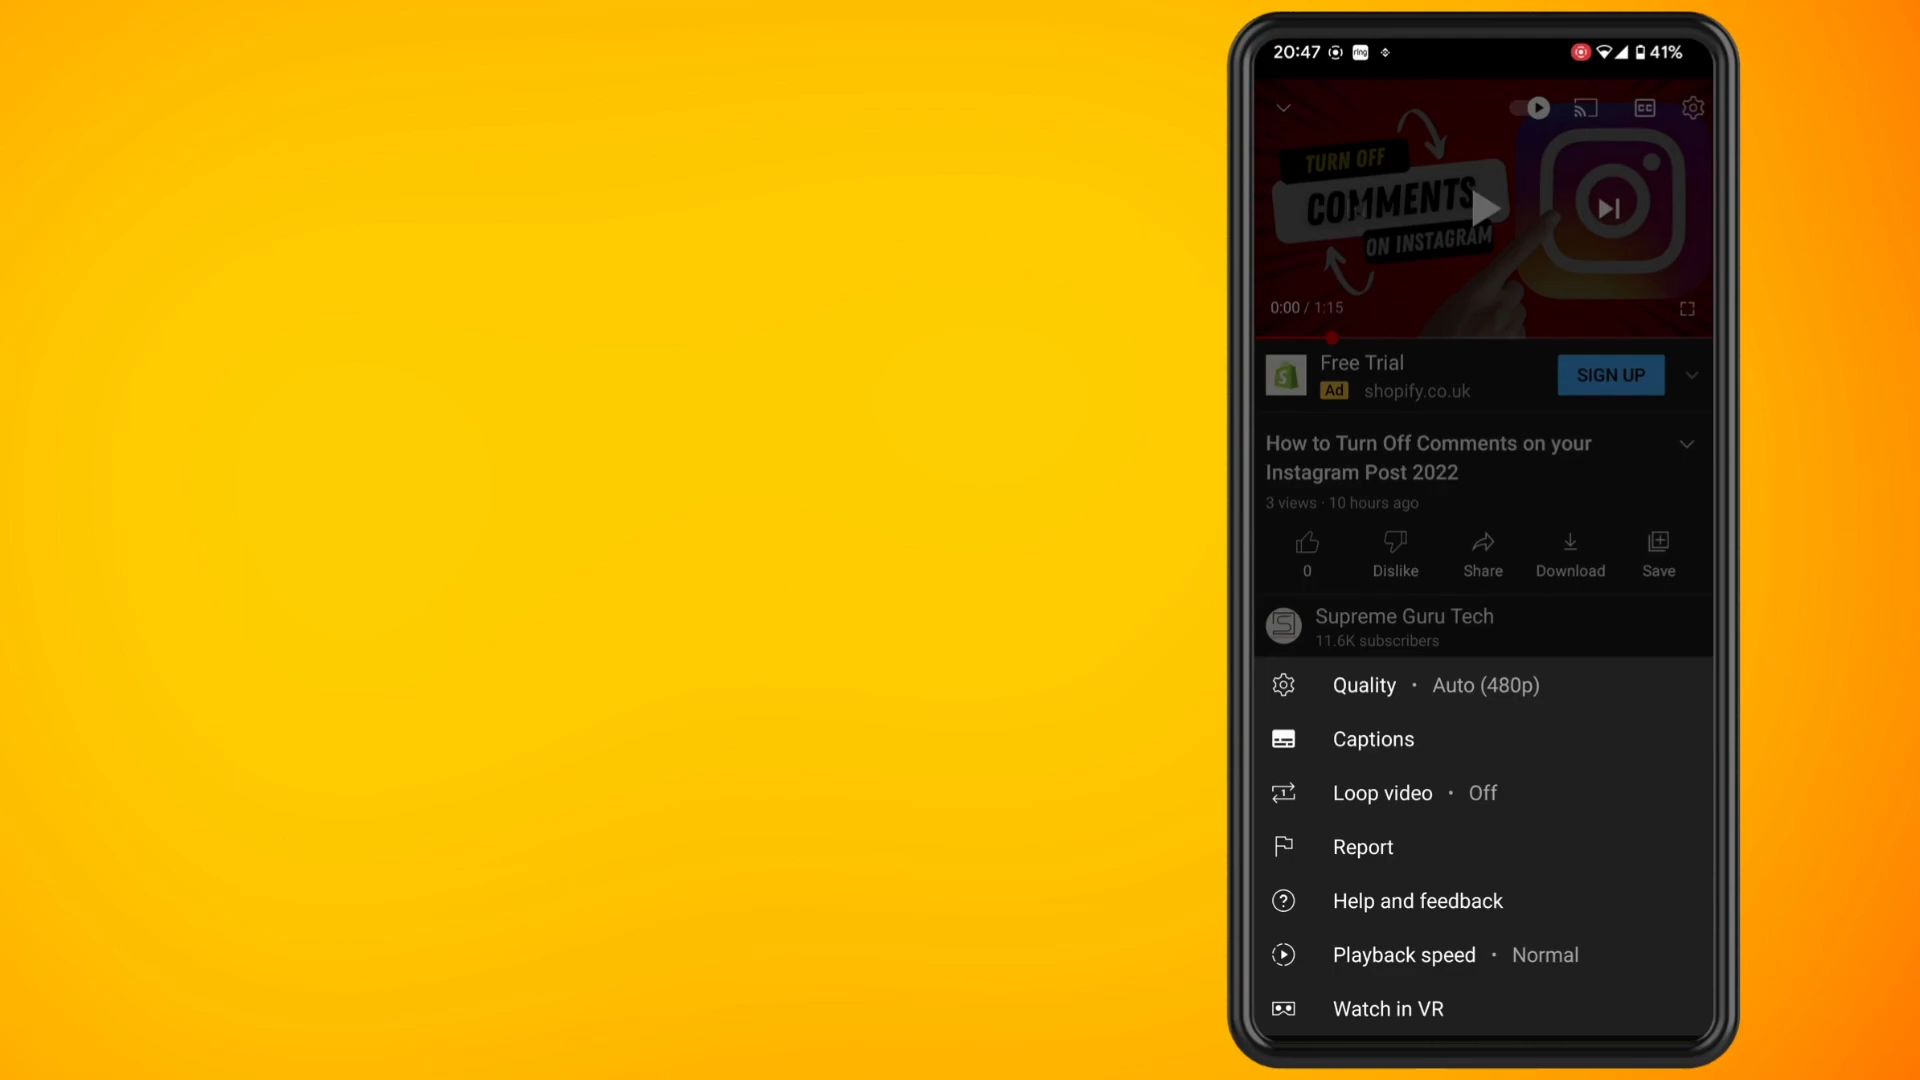 20:47 ring 41%
TURN OFF
COMMENTS
ON INSTAGRAM
CC
0:00 / 1:15
Free Trial
Ad shopify.co.uk
SIGN UP
How to Turn Off Comments on your
Instagram Post 2022
3 views · 10 hours ago
0 Dislike Share Download Save
Supreme Guru Tech
11.6K subscribers
Quality · Auto (480p)
Captions
Loop video · Off
Report
Help and feedback
Playback speed · Normal
Watch in VR